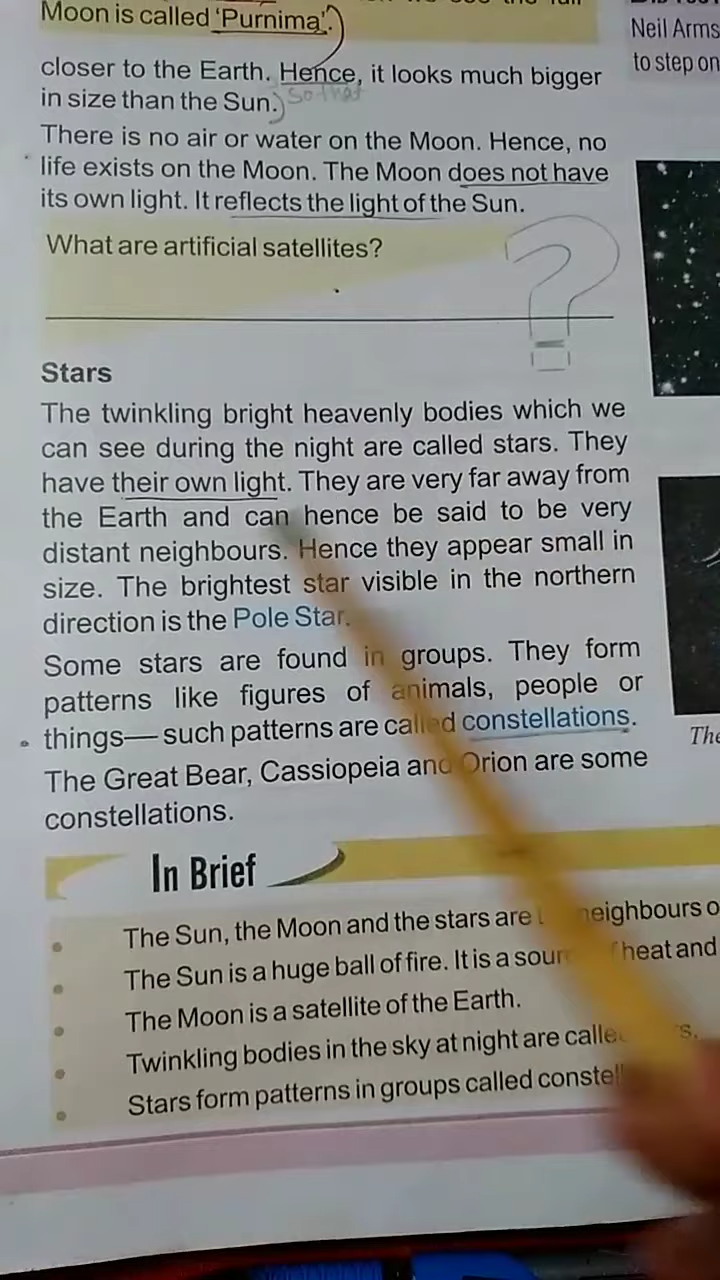 Moon is called 'Purnima'.
closer to the Earth. Hence, it looks much bigger
in size than the Sun. So that
There is no air or water on the Moon. Hence, no
life exists on the Moon. The Moon does not have
its own light. It reflects the light of the Sun.
What are artificial satellites?
?
Stars
The twinkling bright heavenly bodies which we
can see during the night are called stars. They
have their own light. They are very far away from
the Earth and can hence be said to be very
distant neighbours. Hence they appear small in
size. The brightest star visible in the northern
direction is the Pole Star.
Some stars are found in groups. They form
patterns like figures of animals, people or
things— such patterns are called constellations.
The Great Bear, Cassiopeia and Orion are some
constellations.
In Brief
The Sun, the Moon and the stars are neighbours
The Sun is a huge ball of fire. It is a heat and
The Moon is a satellite of the Earth.
Twinkling bodies in the sky at night are
Stars form patterns in groups called
Neil Arms
to step on
The